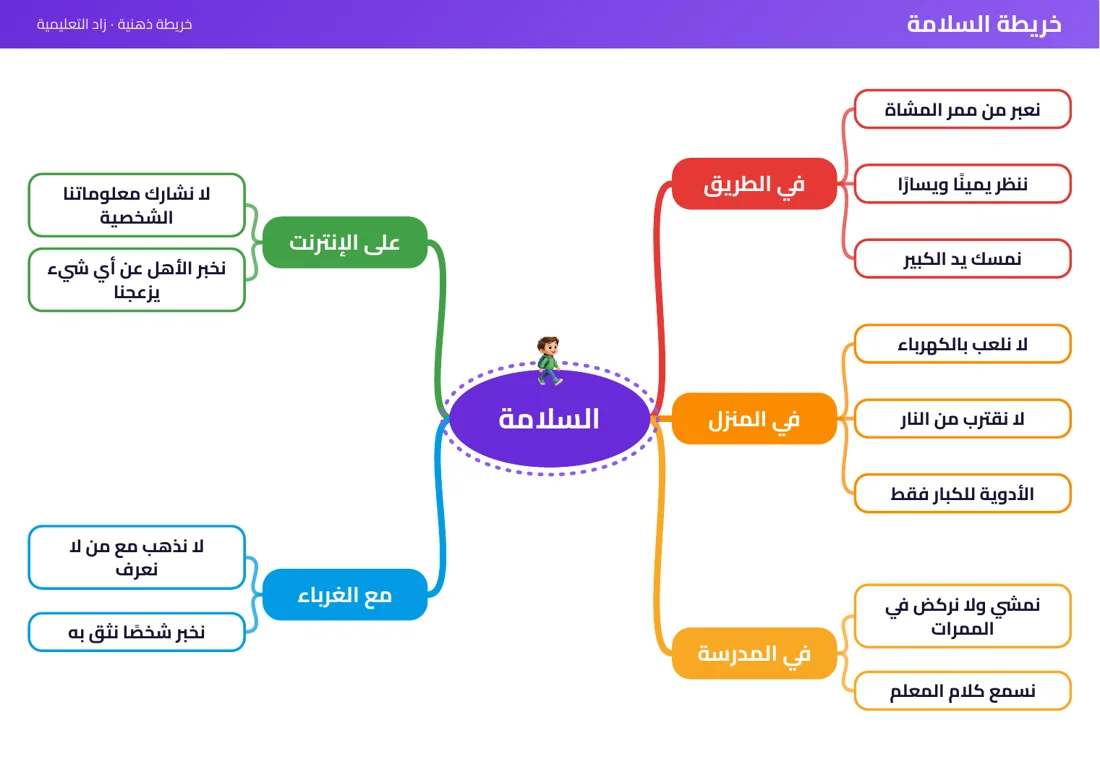 خريطة السلامة
خريطة ذهنية · زاد التعليمية
السلامة
في الطريق
نعبر من ممر المشاة
ننظر يمينًا ويسارًا
نمسك يد الكبير
في المنزل
لا نلعب بالكهرباء
لا نقترب من النار
الأدوية للكبار فقط
في المدرسة
نمشي ولا نركض في
الممرات
نسمع كلام المعلم
على الإنترنت
لا نشارك معلوماتنا
الشخصية
نخبر الأهل عن أي شيء
يزعجنا
مع الغرباء
لا نذهب مع من لا
نعرف
نخبر شخصًا نثق به